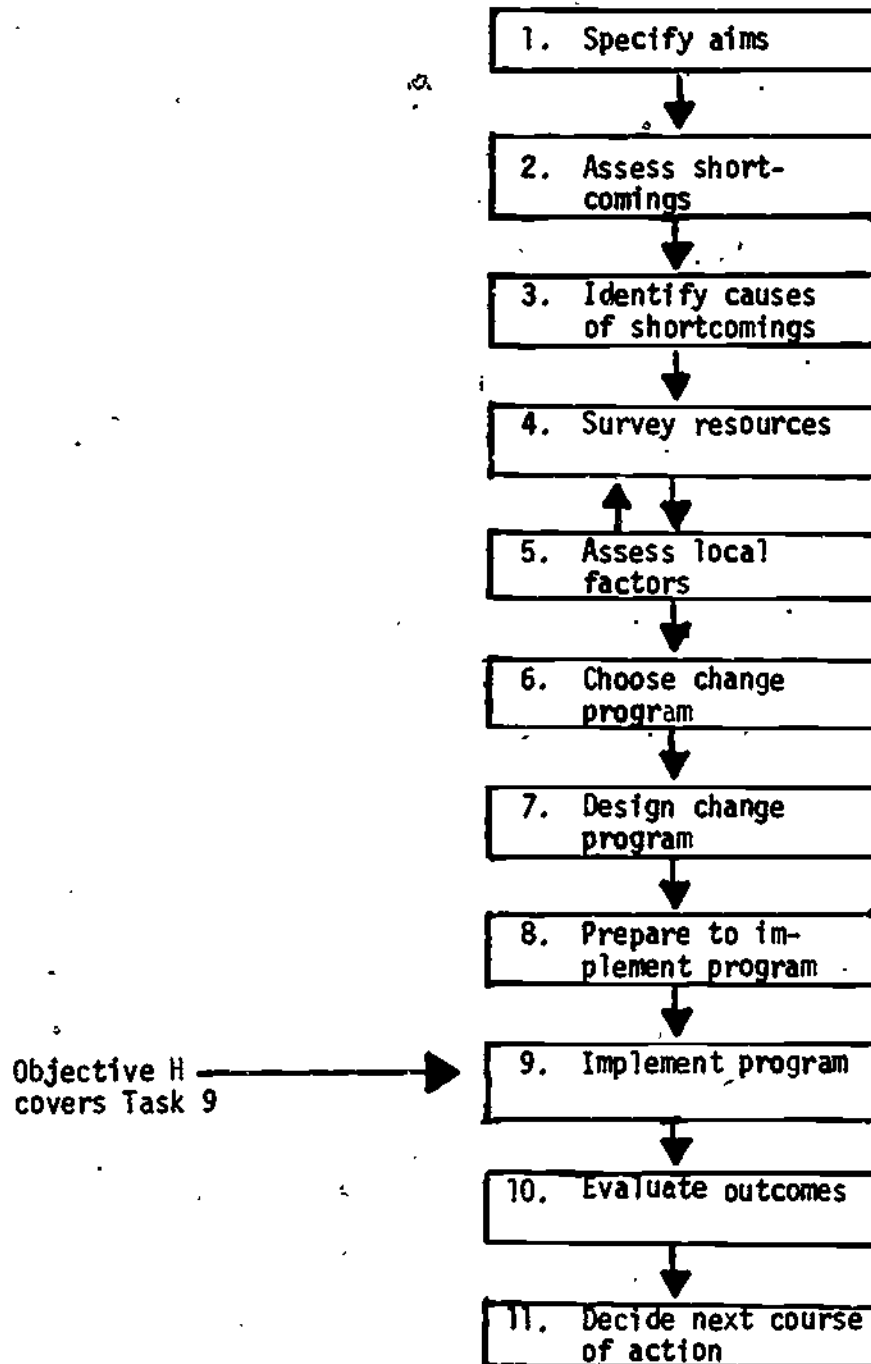 1. Specify aims
2. Assess short-
comings
3. Identify causes
of shortcomings
4. Survey resources
5. Assess local
factors
6. Choose change
program
7. Design change
program
8. Prepare to im-
plement program
Objective H
covers Task 9
9. Implement program
10. Evaluate outcomes
11. Decide next course
of action